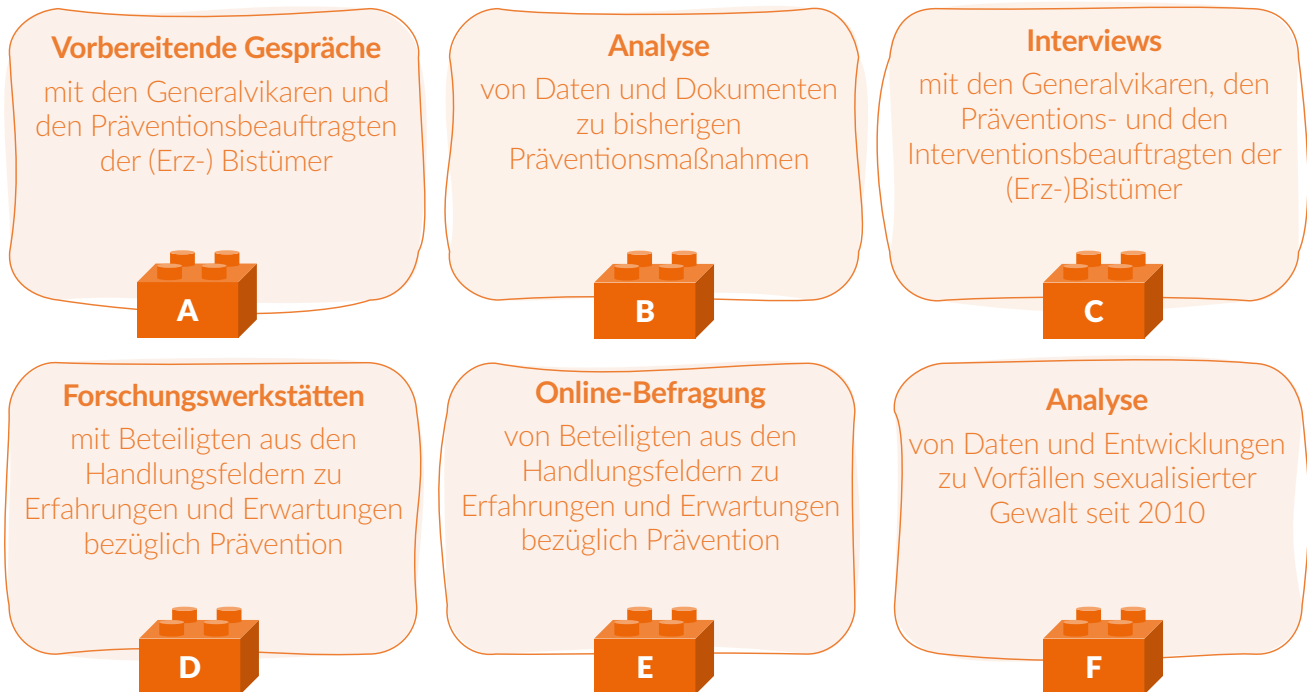 Vorbereitende Gespräche
mit den Generalvikaren und
den Präventionsbeauftragten
der (Erz-) Bistümer
A
Analyse
von Daten und Dokumenten
zu bisherigen
Präventionsmaßnahmen
B
Interviews
mit den Generalvikaren, den
Präventions- und den
Interventionsbeauftragten der
(Erz-)Bistümer
C
Forschungswerkstätten
mit Beteiligten aus den
Handlungsfeldern zu
Erfahrungen und Erwartungen
bezüglich Prävention
D
Online-Befragung
von Beteiligten aus den
Handlungsfeldern zu
Erfahrungen und Erwartungen
bezüglich Prävention
E
Analyse
von Daten und Entwicklungen
zu Vorfällen sexualisierter
Gewalt seit 2010
F